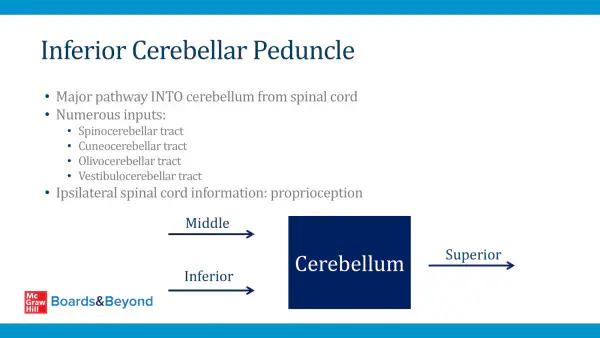 Inferior Cerebellar Peduncle
• Major pathway INTO cerebellum from spinal cord
• Numerous inputs:
• Spinocerebellar tract
• Cuneocerebellar tract
• Olivocerebellar tract
• Vestibulocerebellar tract
• Ipsilateral spinal cord information: proprioception
Middle
Inferior
Cerebellum
Superior
Mc
Graw
Hill
Boards&Beyond